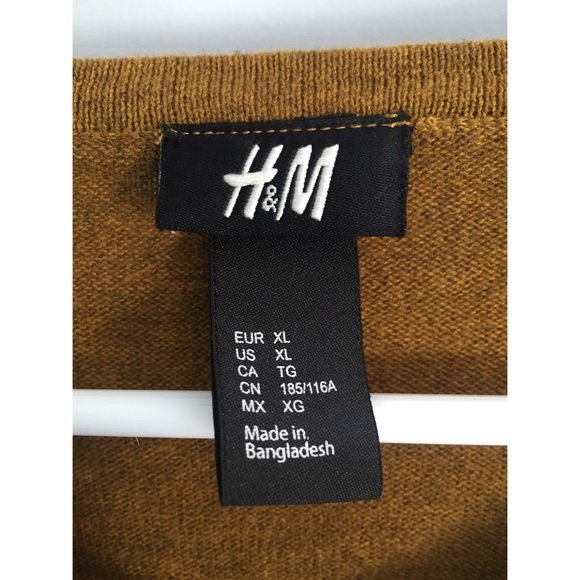 H&M
EUR XL
US XL
CA TG
CN 185/116A
MX XG
Made in
Bangladesh